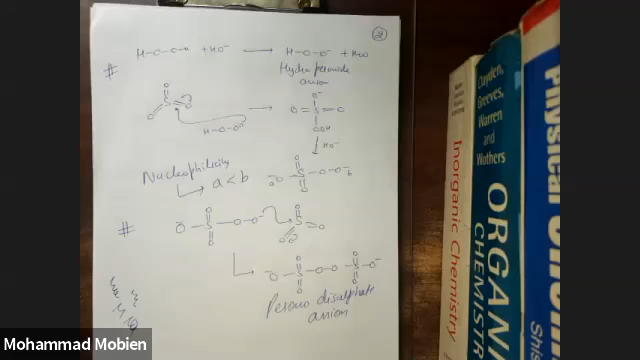 ②
H-O-O-H + HO⁻ → H-O-O⁻ + H₂O
Hydroperoxide
anion
#
O
O S O
H-O-O⁻
→
O⁻
O=S=O
OOH
↓ HO⁻
Nucleophilicity
a < b
O
⁻O-S-O-O⁻
a O b
#
O
⁻O-S-O-O⁻
O
O
S=O
O
O O
⁻O-S-O-O-S-O⁻
O O
Peroxo disulphate
anion
Mohammad Mobien
Inorganic Chemistry
Clayden,
Greeves,
Warren
and
Wothers
ORGANIC
CHEMISTRY
Physical